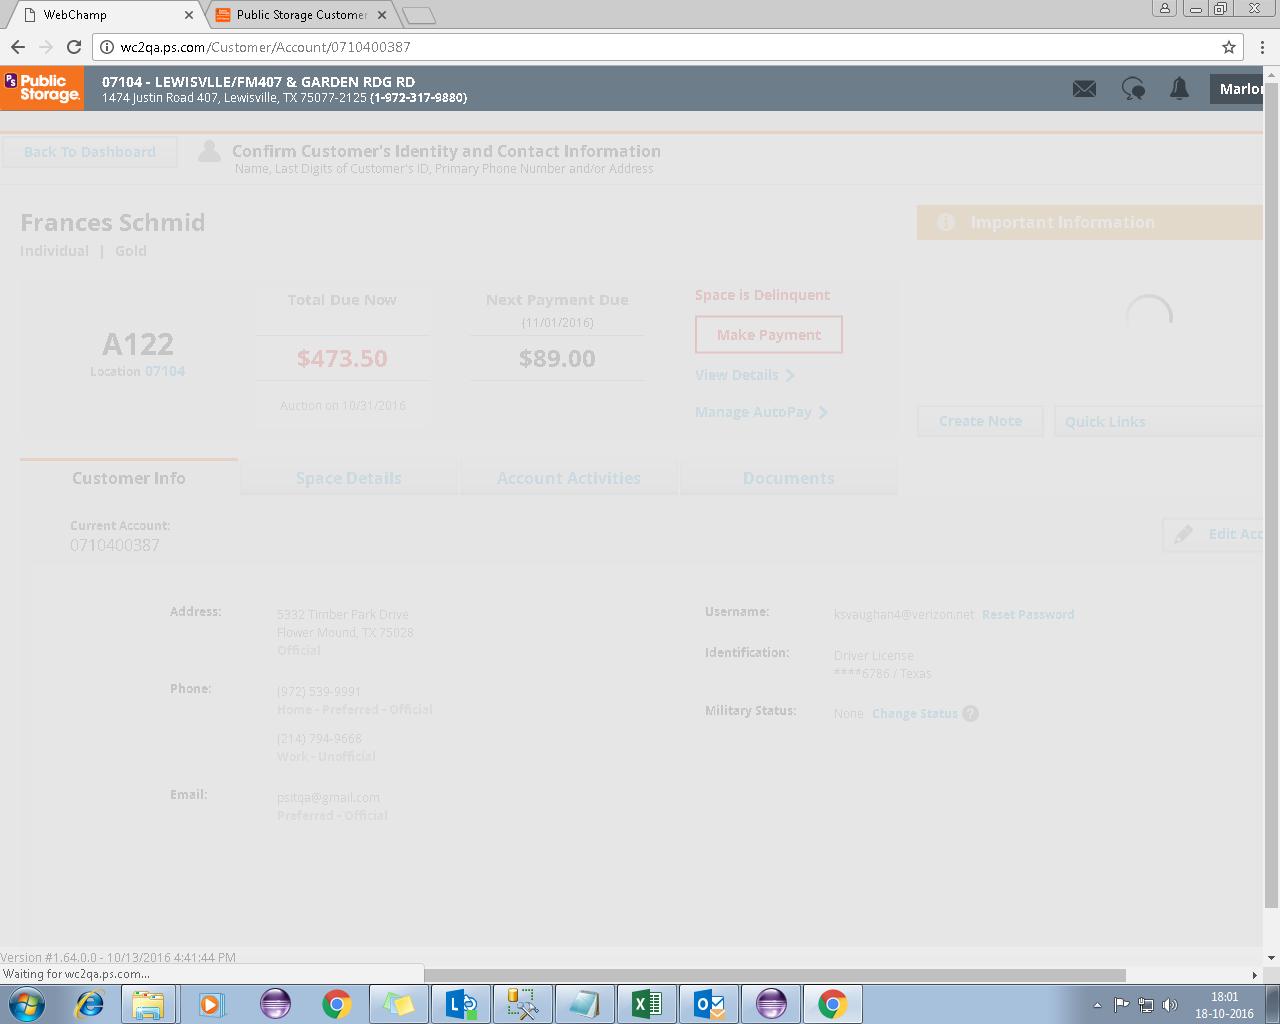 WebChamp
Public Storage Customer
wc2qa.ps.com/Customer/Account/0710400387
PS Public Storage.
07104 - LEWISVLLE/FM407 & GARDEN RDG RD
1474 Justin Road 407, Lewisville, TX 75077-2125 (1-972-317-9880)
Marlon
Back To Dashboard
Confirm Customer's Identity and Contact Information
Name, Last Digits of Customer's ID, Primary Phone Number and/or Address
Frances Schmid
Individual | Gold
Important Information
A122
Location 07104
Total Due Now
$473.50
Auction on 10/31/2016
Next Payment Due
(11/01/2016)
$89.00
Space is Delinquent
Make Payment
View Details
Manage AutoPay
Create Note
Quick Links
Customer Info
Space Details
Account Activities
Documents
Current Account:
0710400387
Edit Acc
Address:
5332 Timber Park Drive
Flower Mound, TX 75028
Official
Phone:
(972) 539-9991
Home - Preferred - Official
(214) 794-9668
Work - Unofficial
Email:
psitqa@gmail.com
Preferred - Official
Username:
ksvaughan4@verizon.net Reset Password
Identification:
Driver License
****6786 / Texas
Military Status:
None Change Status ?
Version #1.64.0.0 - 10/13/2016 4:41:44 PM
Waiting for wc2qa.ps.com...
18:01
18-10-2016